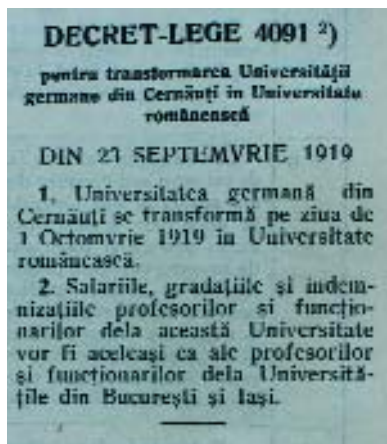 DECRET-LEGE 4091 ²)
pentru transformarea Universității
germane din Cernăuți în Universitate
românească
DIN 23 SEPTEMVRIE 1919
1. Universitatea germană din
Cernăuți se transformă pe ziua de
1 Octomvrie 1919 în Universitate
românească.
2. Salariile, gradațiile și indem-
nizațiile profesorilor și funcțio-
narilor dela această Universitate
vor fi aceleași ca ale profesorilor
și funcționarilor dela Universită-
țile din București și Iași.